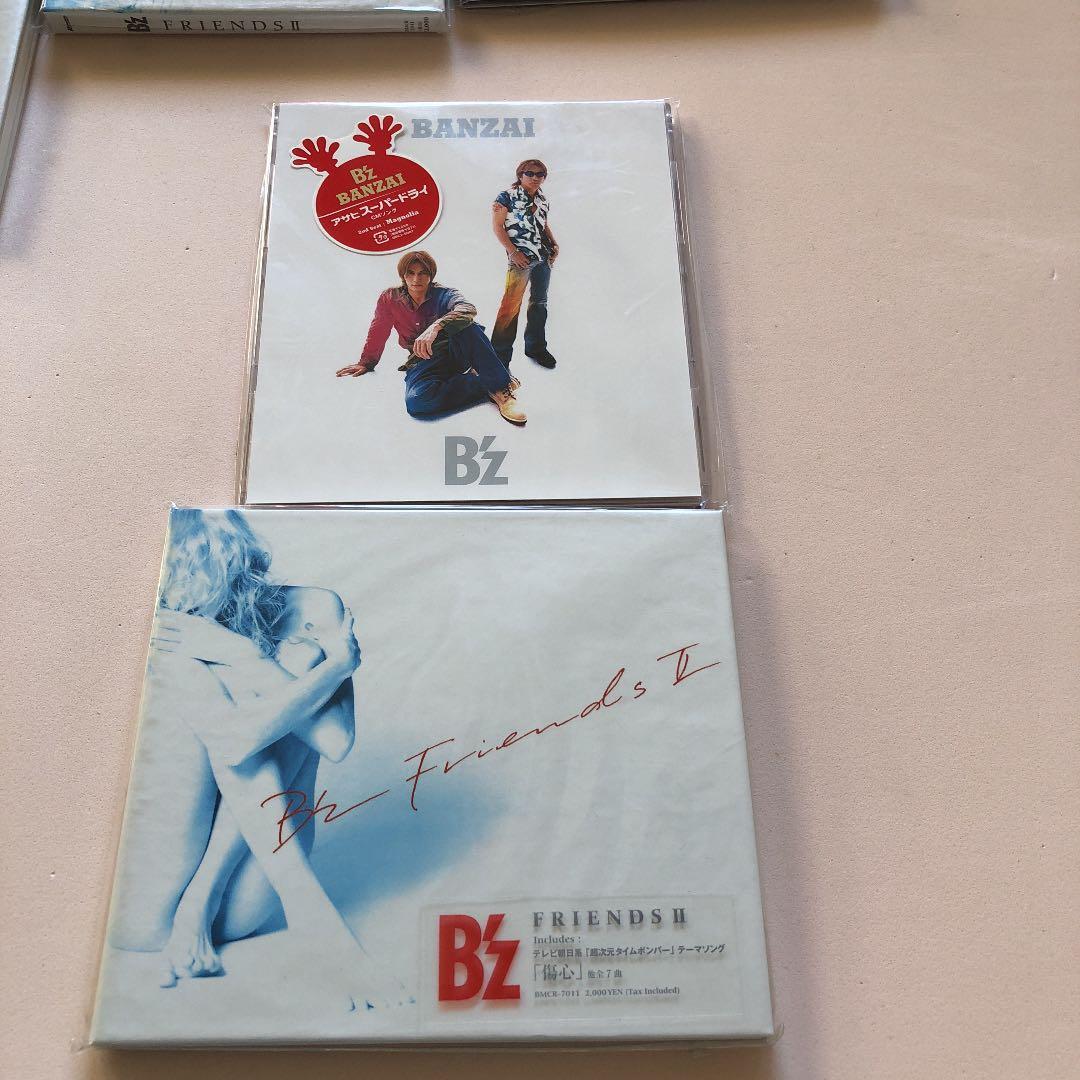 B'z FRIENDS II
BANZAI
B'z
BANZAI
アサヒ スーパードライ
CMソング
2nd beat : Magnolia
B'z
B'z Friends II
B'z
FRIENDS II
Includes :
テレビ朝日系「超次元タイムボンバー」テーマソング
「傷心」他全7曲
BMCR-7011 2,000YEN (Tax Included)